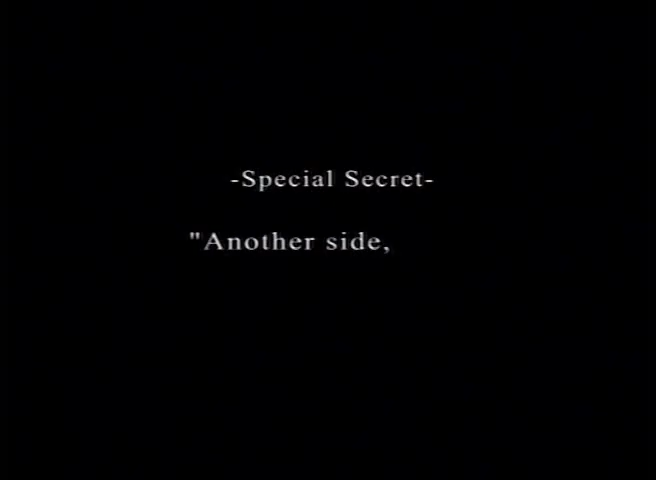 -Special Secret-
"Another side,